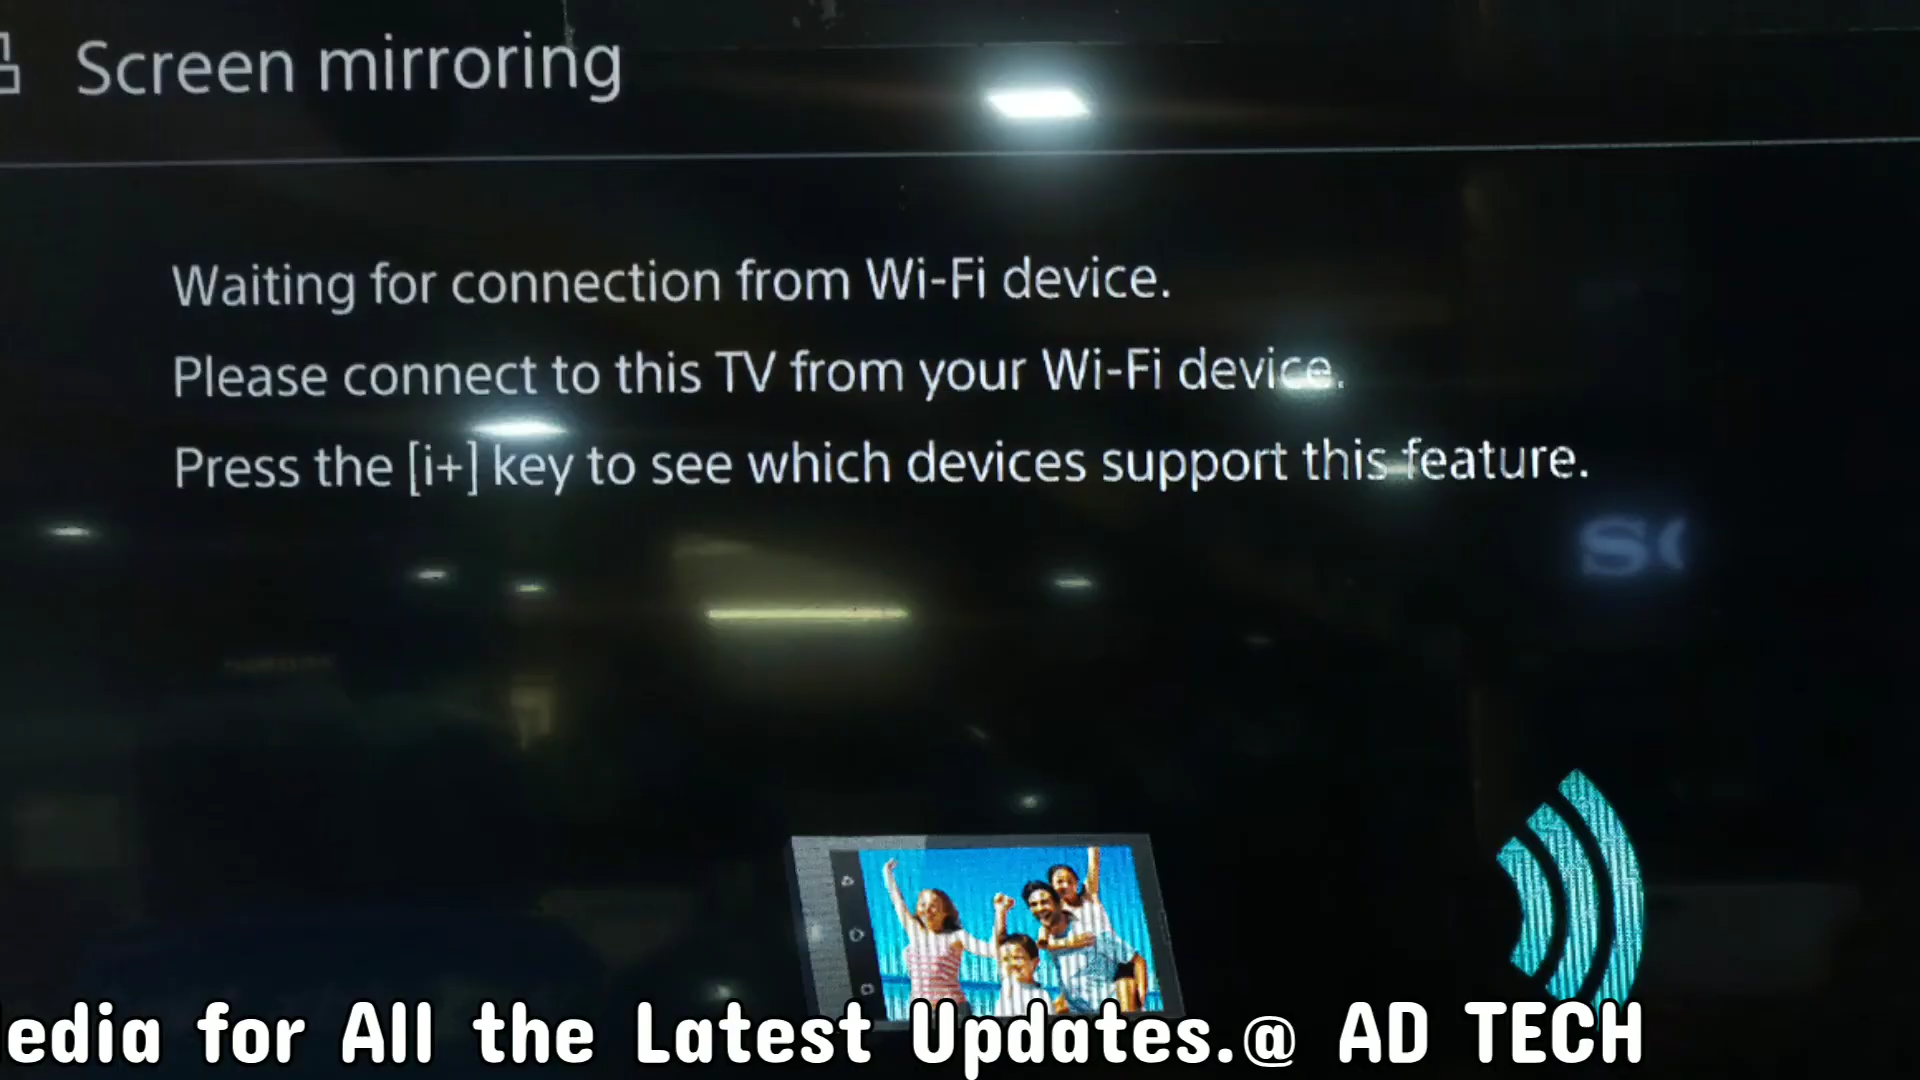 Screen mirroring
Waiting for connection from Wi-Fi device.
Please connect to this TV from your Wi-Fi device.
Press the [i+] key to see which devices support this feature.
edia for All the Latest Updates.@ AD TECH